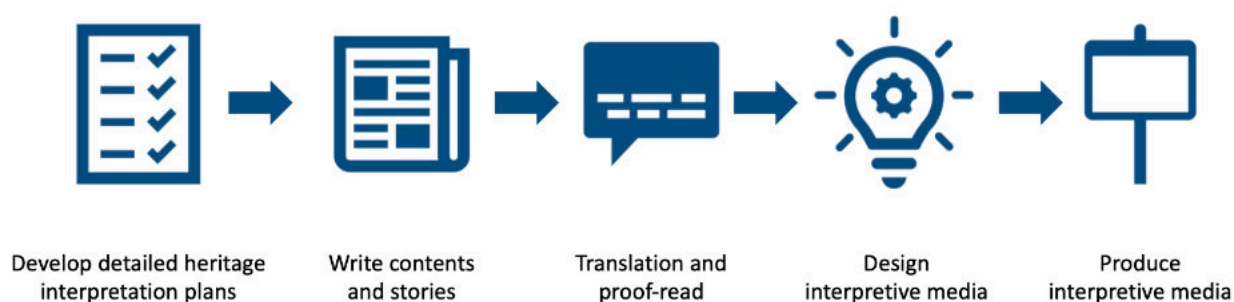 Develop detailed heritage
interpretation plans
Write contents
and stories
Translation and
proof-read
Design
interpretive media
Produce
interpretive media